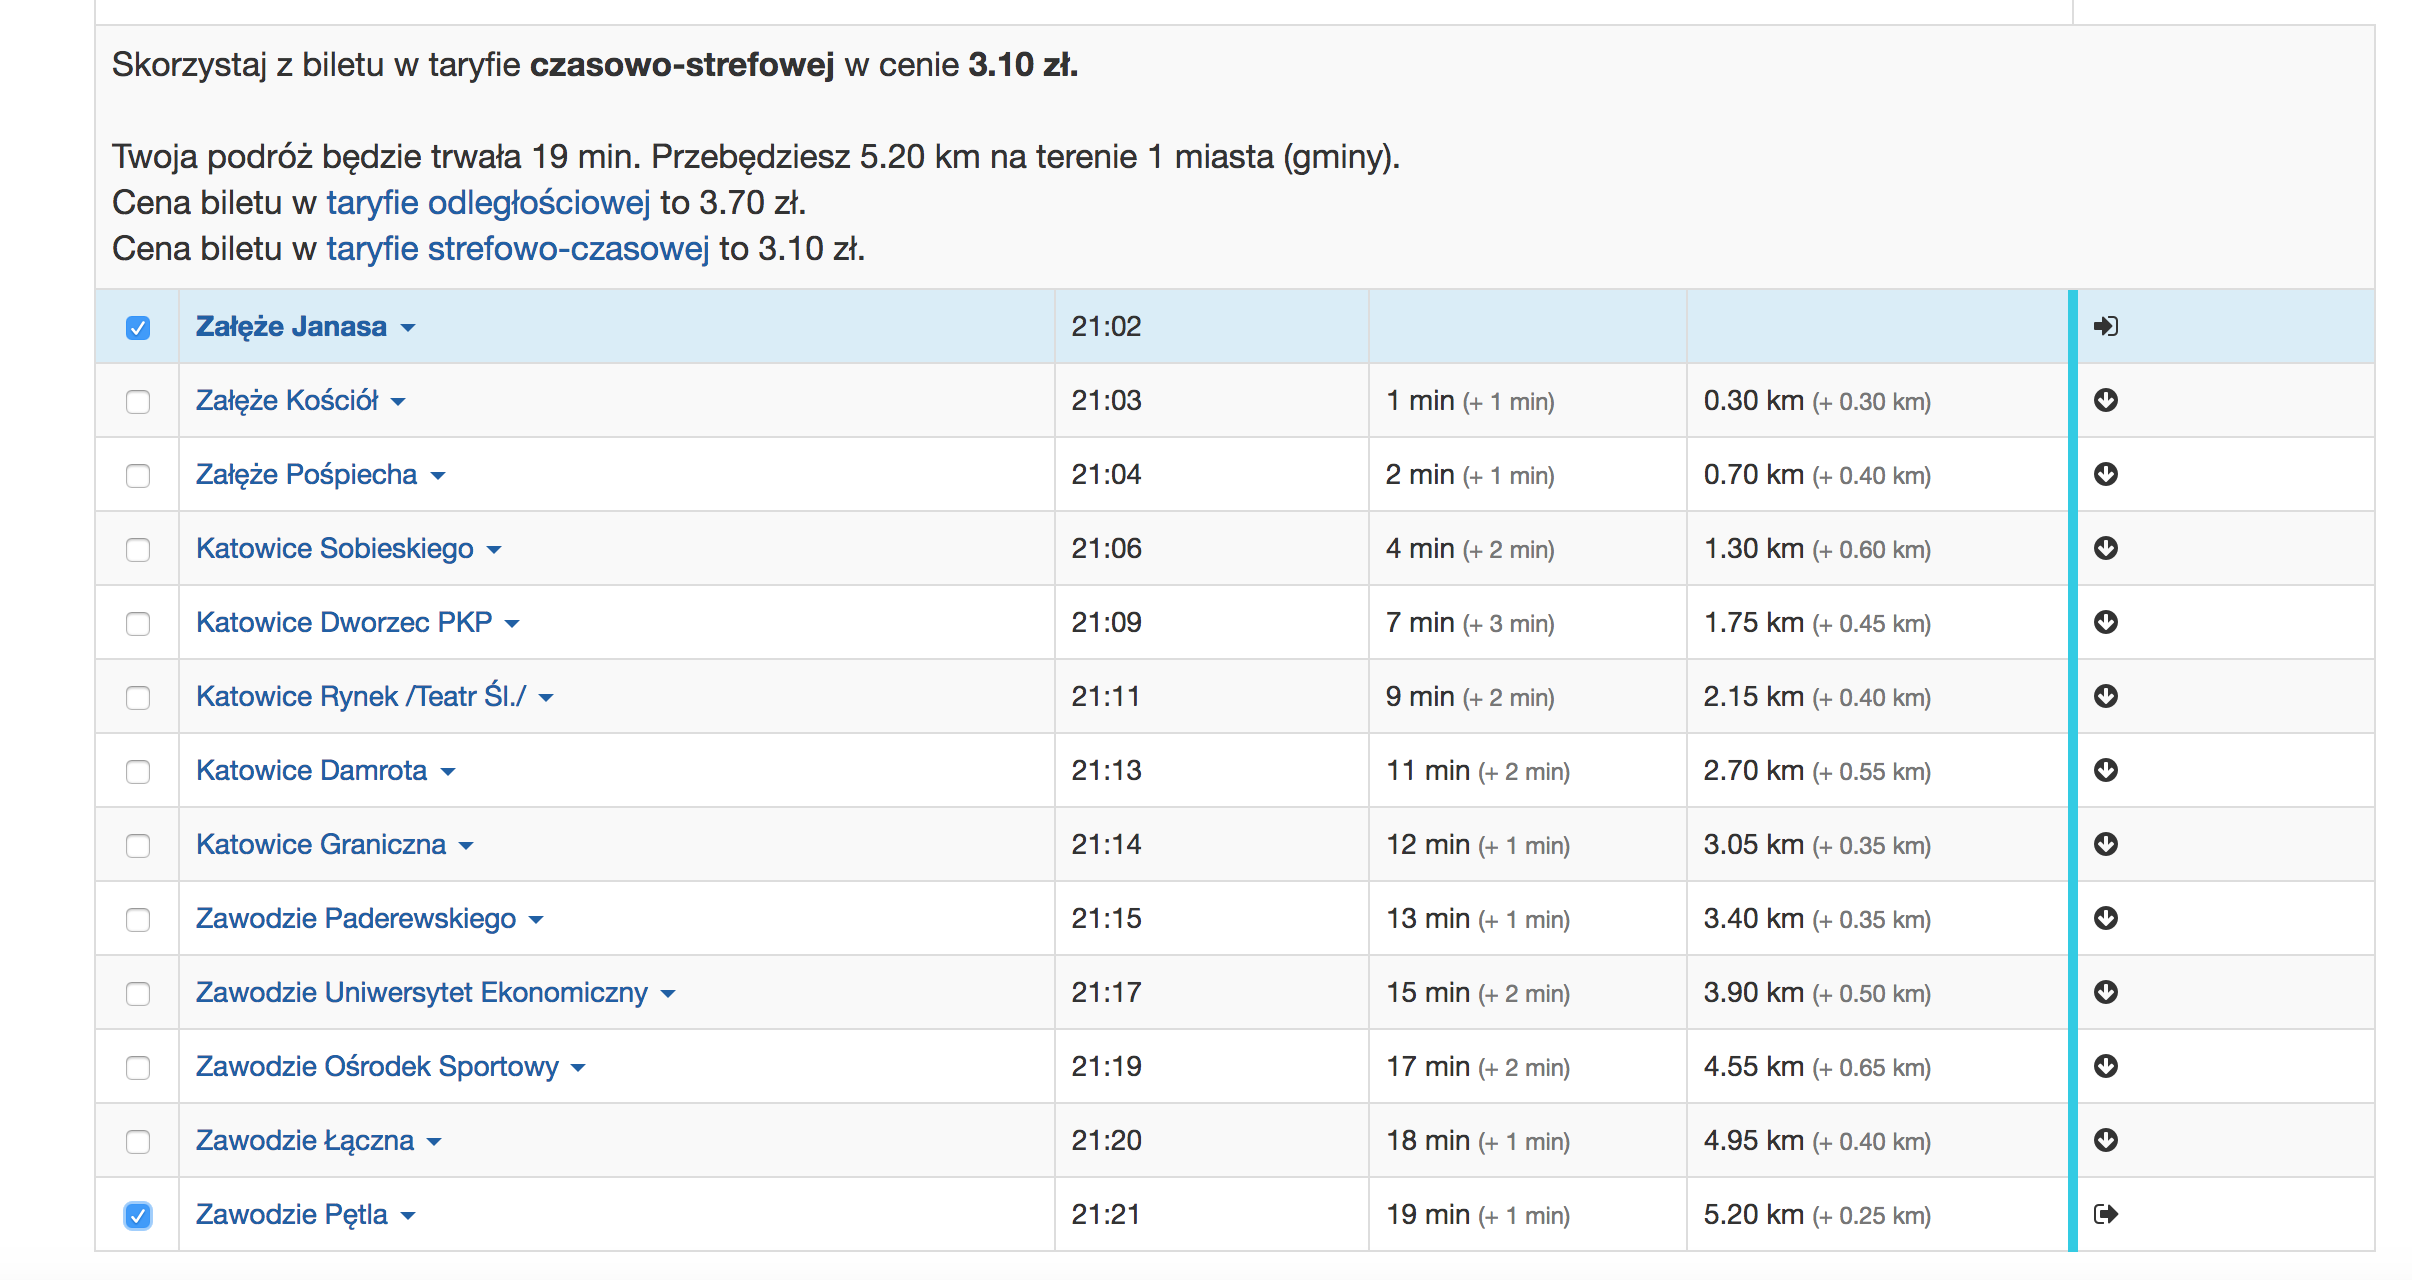 Skorzystaj z biletu w taryfie czasowo-strefowej w cenie 3.10 zł.
Twoja podróż będzie trwała 19 min. Przebędziesz 5.20 km na terenie 1 miasta (gminy).
Cena biletu w taryfie odległościowej to 3.70 zł.
Cena biletu w taryfie strefowo-czasowej to 3.10 zł.
Załęże Janasa 21:02
Załęże Kościół 21:03 1 min (+ 1 min) 0.30 km (+ 0.30 km)
Załęże Pośpiecha 21:04 2 min (+ 1 min) 0.70 km (+ 0.40 km)
Katowice Sobieskiego 21:06 4 min (+ 2 min) 1.30 km (+ 0.60 km)
Katowice Dworzec PKP 21:09 7 min (+ 3 min) 1.75 km (+ 0.45 km)
Katowice Rynek /Teatr Śl./ 21:11 9 min (+ 2 min) 2.15 km (+ 0.40 km)
Katowice Damrota 21:13 11 min (+ 2 min) 2.70 km (+ 0.55 km)
Katowice Graniczna 21:14 12 min (+ 1 min) 3.05 km (+ 0.35 km)
Zawodzie Paderewskiego 21:15 13 min (+ 1 min) 3.40 km (+ 0.35 km)
Zawodzie Uniwersytet Ekonomiczny 21:17 15 min (+ 2 min) 3.90 km (+ 0.50 km)
Zawodzie Ośrodek Sportowy 21:19 17 min (+ 2 min) 4.55 km (+ 0.65 km)
Zawodzie Łączna 21:20 18 min (+ 1 min) 4.95 km (+ 0.40 km)
Zawodzie Pętla 21:21 19 min (+ 1 min) 5.20 km (+ 0.25 km)